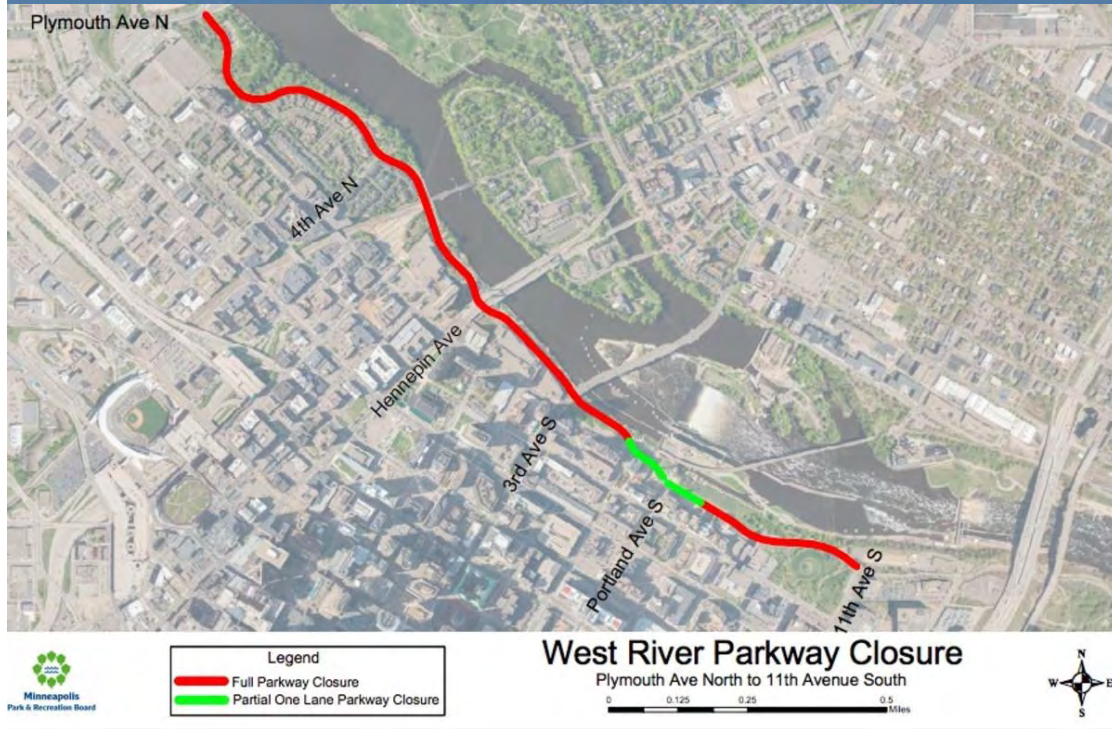 Plymouth Ave N
4th Ave N
Hennepin Ave
3rd Ave S
Portland Ave S
11th Ave S
Minneapolis
Park & Recreation Board
Legend
Full Parkway Closure
Partial One Lane Parkway Closure
West River Parkway Closure
Plymouth Ave North to 11th Avenue South
0 0.125 0.25 0.5
Miles
N
W E
S